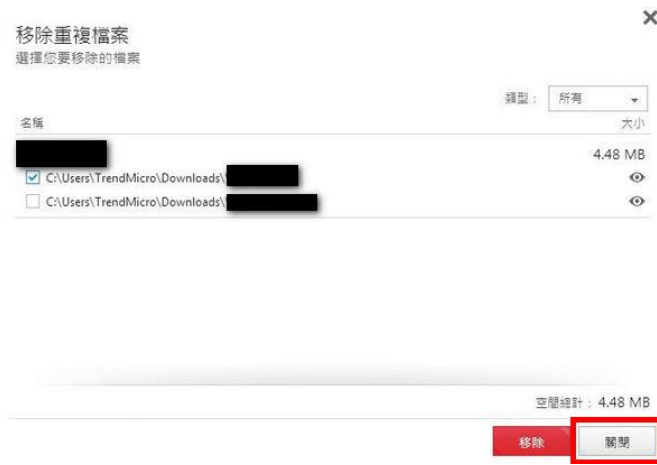 移除重複檔案
選擇您要移除的檔案
類型： 所有
名稱 大小
4.48 MB
C:\Users\TrendMicro\Downloads\
C:\Users\TrendMicro\Downloads\
空間總計： 4.48 MB
移除 關閉